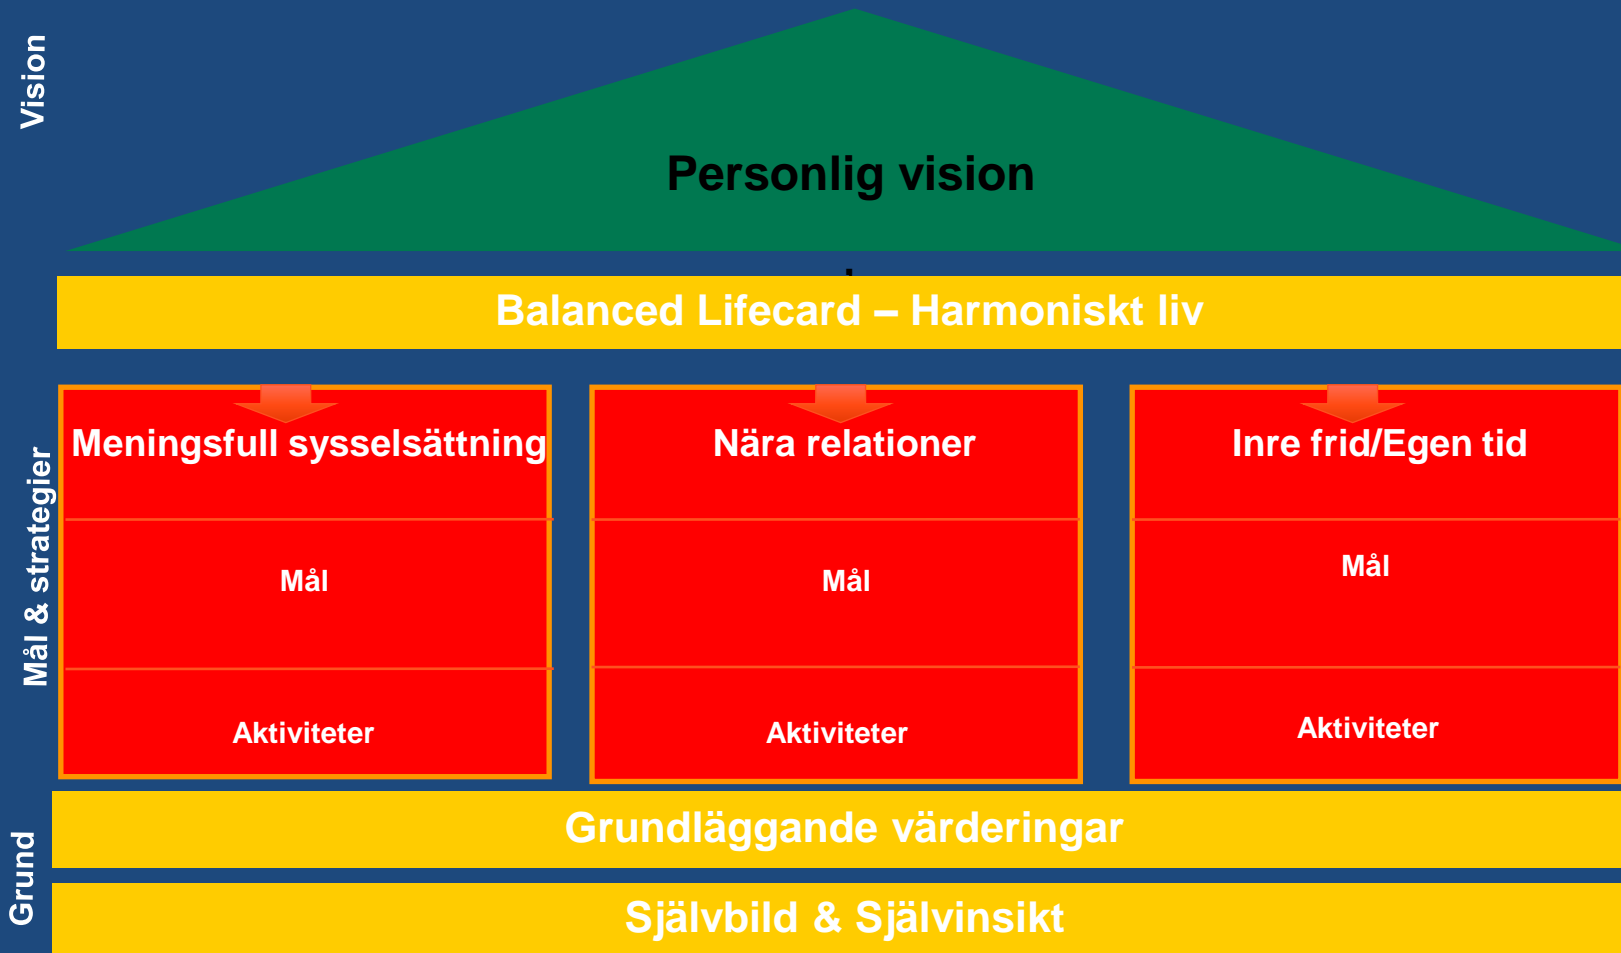 Vision
Personlig vision
Balanced Lifecard – Harmoniskt liv
Mål & strategier
Meningsfull sysselsättning
Nära relationer
Inre frid/Egen tid
Mål
Mål
Mål
Aktiviteter
Aktiviteter
Aktiviteter
Grund
Grundläggande värderingar
Självbild & Självinsikt